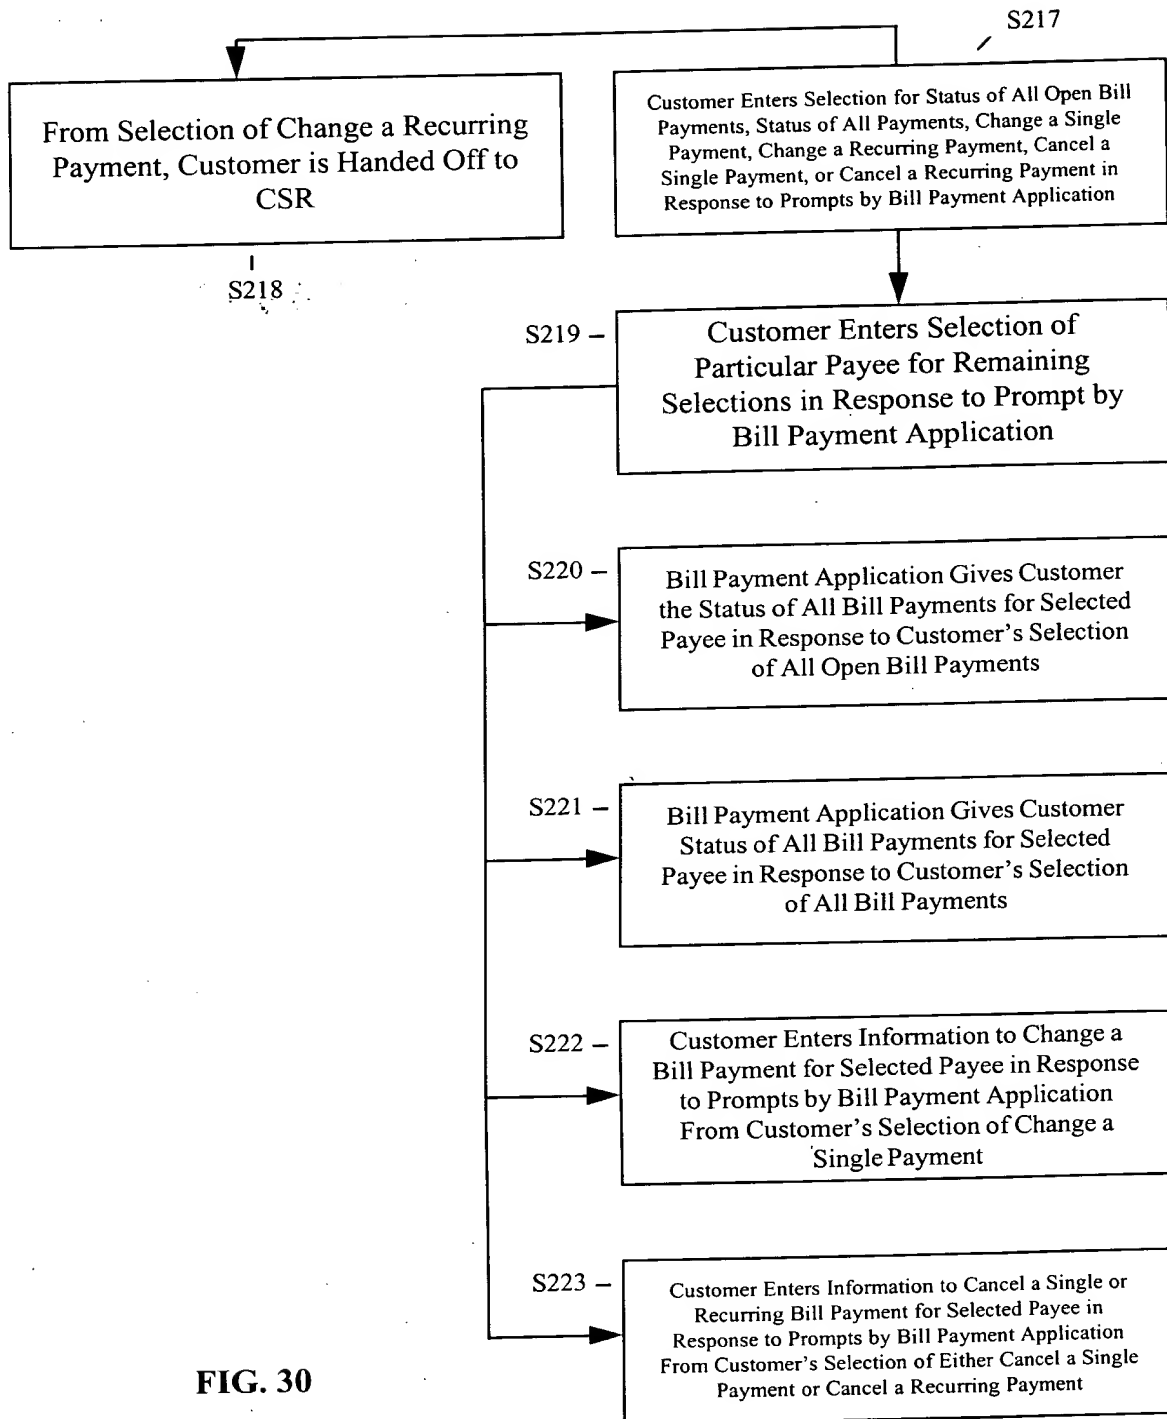 S217
From Selection of Change a Recurring
Payment, Customer is Handed Off to
CSR
S218
Customer Enters Selection for Status of All Open Bill
Payments, Status of All Payments, Change a Single
Payment, Change a Recurring Payment, Cancel a
Single Payment, or Cancel a Recurring Payment in
Response to Prompts by Bill Payment Application
S219
Customer Enters Selection of
Particular Payee for Remaining
Selections in Response to Prompt by
Bill Payment Application
S220
Bill Payment Application Gives Customer
the Status of All Bill Payments for Selected
Payee in Response to Customer's Selection
of All Open Bill Payments
S221
Bill Payment Application Gives Customer
Status of All Bill Payments for Selected
Payee in Response to Customer's Selection
of All Bill Payments
S222
Customer Enters Information to Change a
Bill Payment for Selected Payee in Response
to Prompts by Bill Payment Application
From Customer's Selection of Change a
Single Payment
S223
Customer Enters Information to Cancel a Single or
Recurring Bill Payment for Selected Payee in
Response to Prompts by Bill Payment Application
From Customer's Selection of Either Cancel a Single
Payment or Cancel a Recurring Payment
FIG. 30